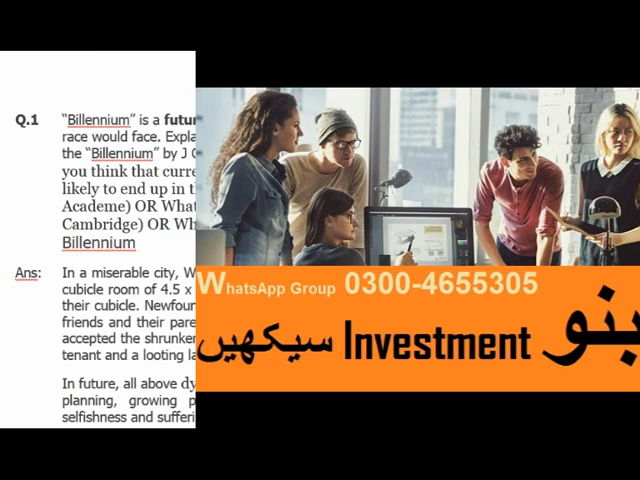 Q.1 "Billennium" is a futur
race would face. Expla
the "Billennium" by J G
you think that curre
likely to end up in th
Academe) OR What
Cambridge) OR Wh
Billennium
Ans: In a miserable city, W
cubicle room of 4.5 x
their cubicle. Newfoun
friends and their pare
accepted the shrunker
tenant and a looting la
In future, all above dy
planning, growing p
selfishness and sufferi
WhatsApp Group 0300-4655305
بنو
Investment سیکھیں